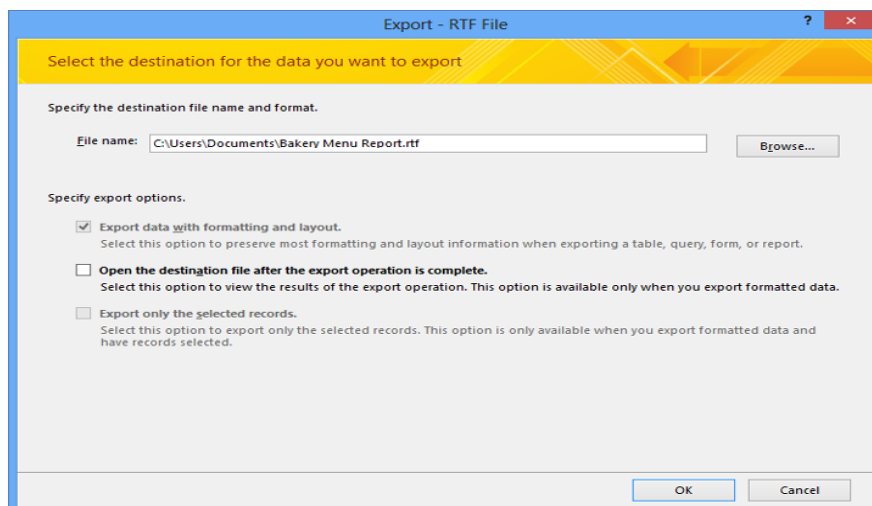 Export - RTF File
?
×
Select the destination for the data you want to export
Specify the destination file name and format.
File name: C:\Users\Documents\Bakery Menu Report.rtf Browse...
Specify export options.
Export data with formatting and layout.
Select this option to preserve most formatting and layout information when exporting a table, query, form, or report.
Open the destination file after the export operation is complete.
Select this option to view the results of the export operation. This option is available only when you export formatted data.
Export only the selected records.
Select this option to export only the selected records. This option is only available when you export formatted data and
have records selected.
OK Cancel